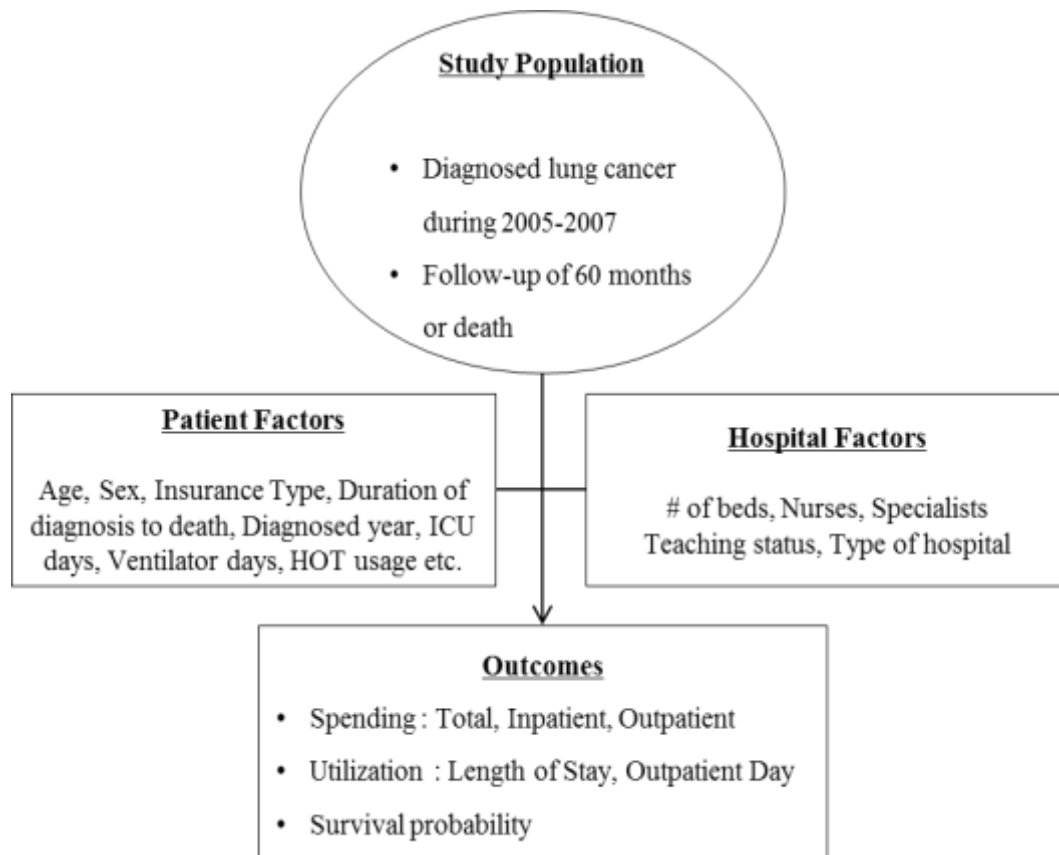 Study Population
• Diagnosed lung cancer
during 2005-2007
• Follow-up of 60 months
or death
Patient Factors
Age, Sex, Insurance Type, Duration of
diagnosis to death, Diagnosed year, ICU
days, Ventilator days, HOT usage etc.
Hospital Factors
# of beds, Nurses, Specialists
Teaching status, Type of hospital
Outcomes
• Spending : Total, Inpatient, Outpatient
• Utilization : Length of Stay, Outpatient Day
• Survival probability